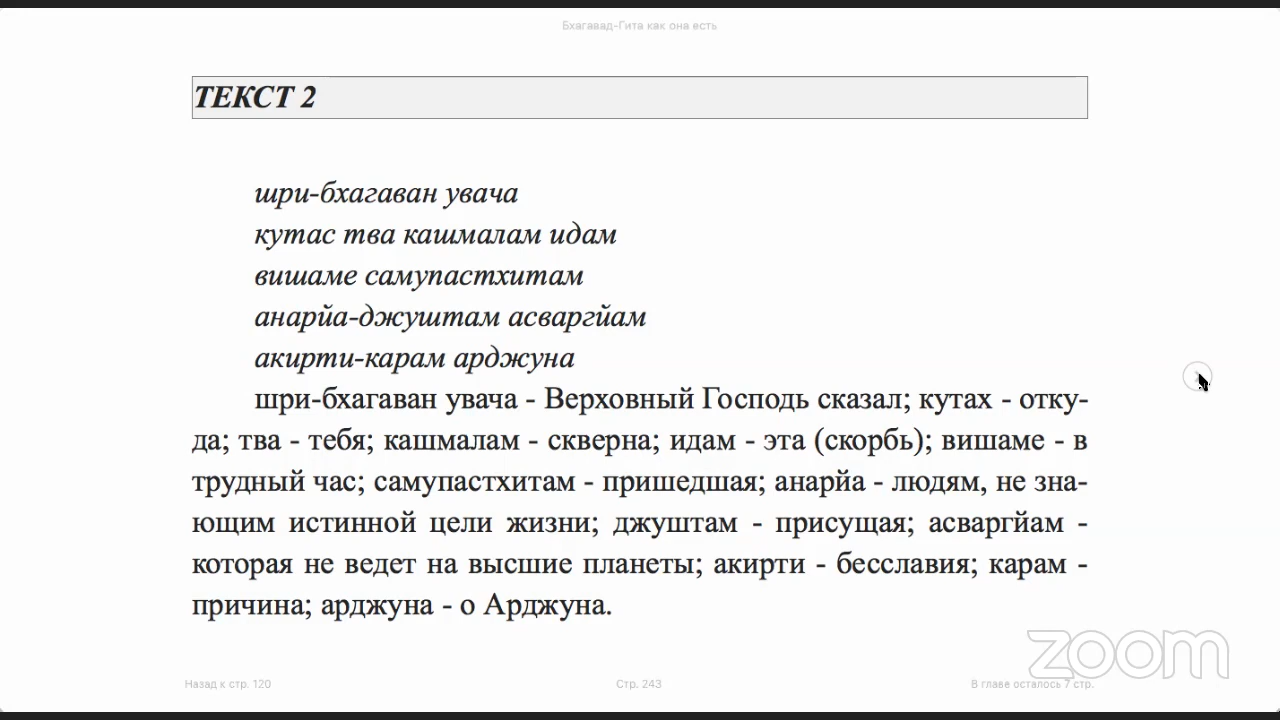 Бхагавад-Гита как она есть
ТЕКСТ 2
шри-бхагаван увача
кутас тва кашмалам идам
вишаме самупастхитам
анарйа-джуштам асваргйам
акирти-карам арджуна
шри-бхагаван увача - Верховный Господь сказал; кутах - отку-
да; тва - тебя; кашмалам - скверна; идам - эта (скорбь); вишаме - в
трудный час; самупастхитам - пришедшая; анарйа - людям, не зна-
ющим истинной цели жизни; джуштам - присущая; асваргйам -
которая не ведет на высшие планеты; акирти - бесславия; карам -
причина; арджуна - о Арджуна.
zoom
Назад к стр. 120 Стр. 243 В главе осталось 7 стр.